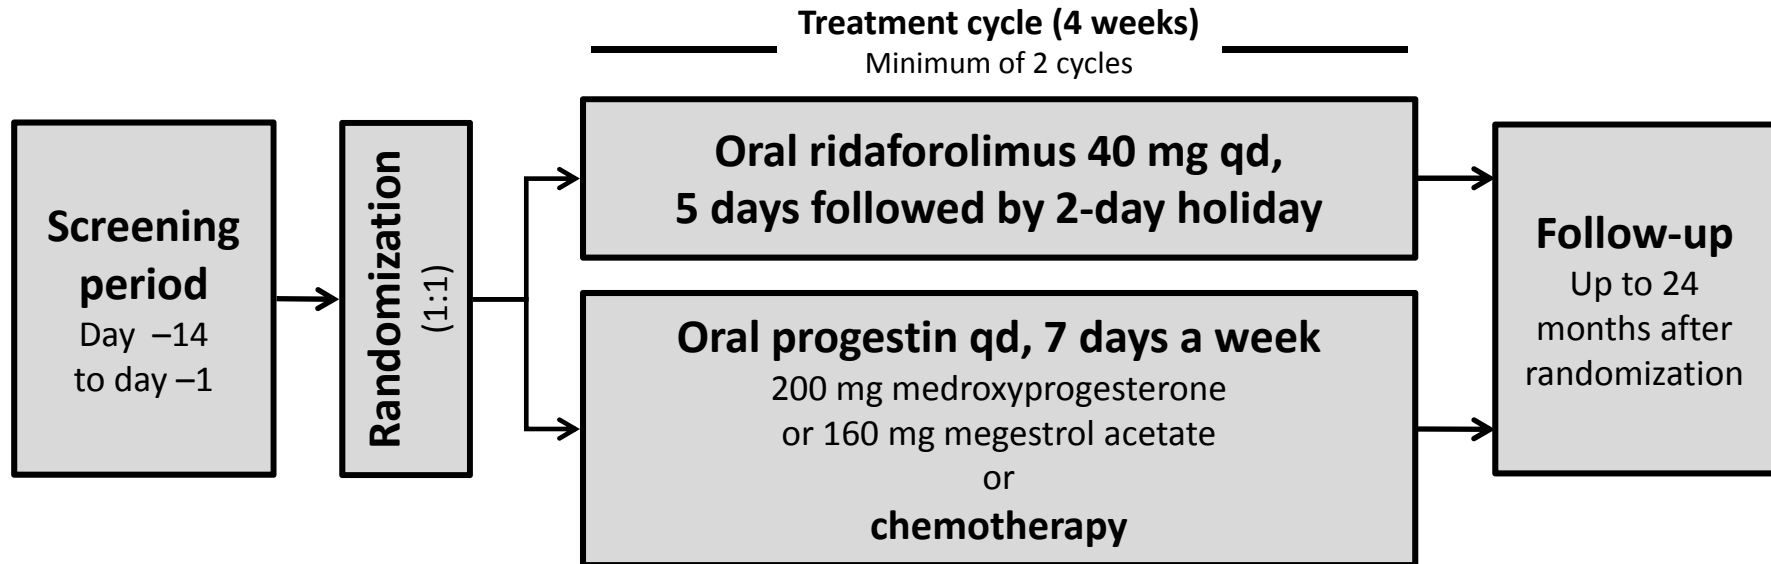 Treatment cycle (4 weeks)
Minimum of 2 cycles
Screening
period
Day –14
to day –1
Randomization
(1:1)
Oral ridaforolimus 40 mg qd,
5 days followed by 2-day holiday
Oral progestin qd, 7 days a week
200 mg medroxyprogesterone
or 160 mg megestrol acetate
or
chemotherapy
Follow-up
Up to 24
months after
randomization